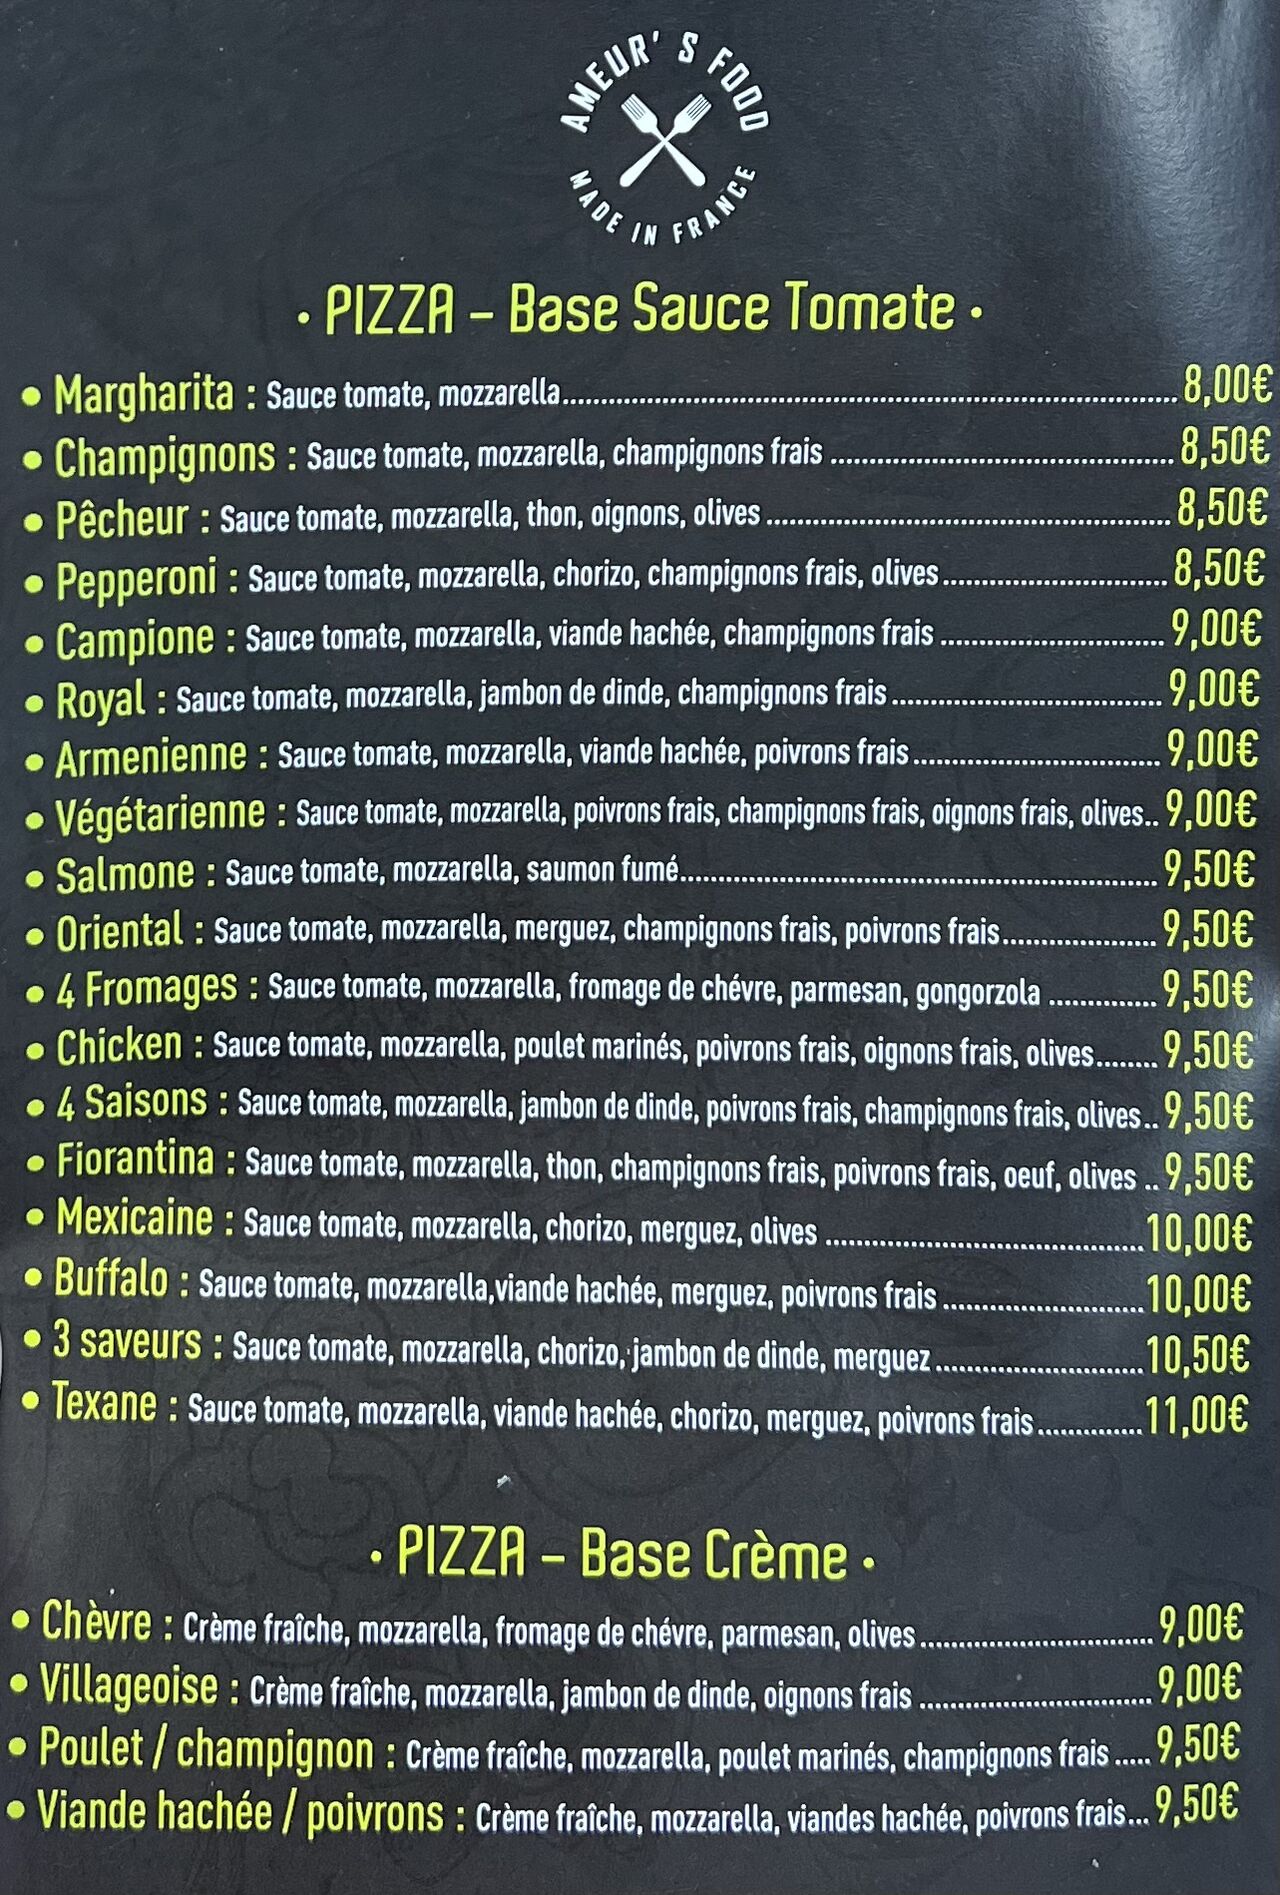 AMEUR'S FOOD
MADE IN FRANCE
• PIZZA – Base Sauce Tomate •
• Margharita : Sauce tomate, mozzarella.......... 8,00€
• Champignons : Sauce tomate, mozzarella, champignons frais .......... 8,50€
• Pêcheur : Sauce tomate, mozzarella, thon, oignons, olives .......... 8,50€
• Pepperoni : Sauce tomate, mozzarella, chorizo, champignons frais, olives.......... 8,50€
• Campione : Sauce tomate, mozzarella, viande hachée, champignons frais .......... 9,00€
• Royal : Sauce tomate, mozzarella, jambon de dinde, champignons frais .......... 9,00€
• Armenienne : Sauce tomate, mozzarella, viande hachée, poivrons frais.......... 9,00€
• Végétarienne : Sauce tomate, mozzarella, poivrons frais, champignons frais, oignons frais, olives.. 9,00€
• Salmone : Sauce tomate, mozzarella, saumon fumé.......... 9,50€
• Oriental : Sauce tomate, mozzarella, merguez, champignons frais, poivrons frais.......... 9,50€
• 4 Fromages : Sauce tomate, mozzarella, fromage de chévre, parmesan, gongorzola .......... 9,50€
• Chicken : Sauce tomate, mozzarella, poulet marinés, poivrons frais, oignons frais, olives........ 9,50€
• 4 Saisons : Sauce tomate, mozzarella, jambon de dinde, poivrons frais, champignons frais, olives.. 9,50€
• Fiorantina : Sauce tomate, mozzarella, thon, champignons frais, poivrons frais, oeuf, olives .. 9,50€
• Mexicaine : Sauce tomate, mozzarella, chorizo, merguez, olives .......... 10,00€
• Buffalo : Sauce tomate, mozzarella,viande hachée, merguez, poivrons frais .......... 10,00€
• 3 saveurs : Sauce tomate, mozzarella, chorizo, jambon de dinde, merguez .......... 10,50€
• Texane : Sauce tomate, mozzarella, viande hachée, chorizo, merguez, poivrons frais .......... 11,00€
• PIZZA – Base Crème •
• Chèvre : Crème fraîche, mozzarella, fromage de chévre, parmesan, olives .......... 9,00€
• Villageoise : Crème fraîche, mozzarella, jambon de dinde, oignons frais .......... 9,00€
• Poulet / champignon : Crème fraîche, mozzarella, poulet marinés, champignons frais ..... 9,50€
• Viande hachée / poivrons : Crème fraîche, mozzarella, viandes hachée, poivrons frais... 9,50€